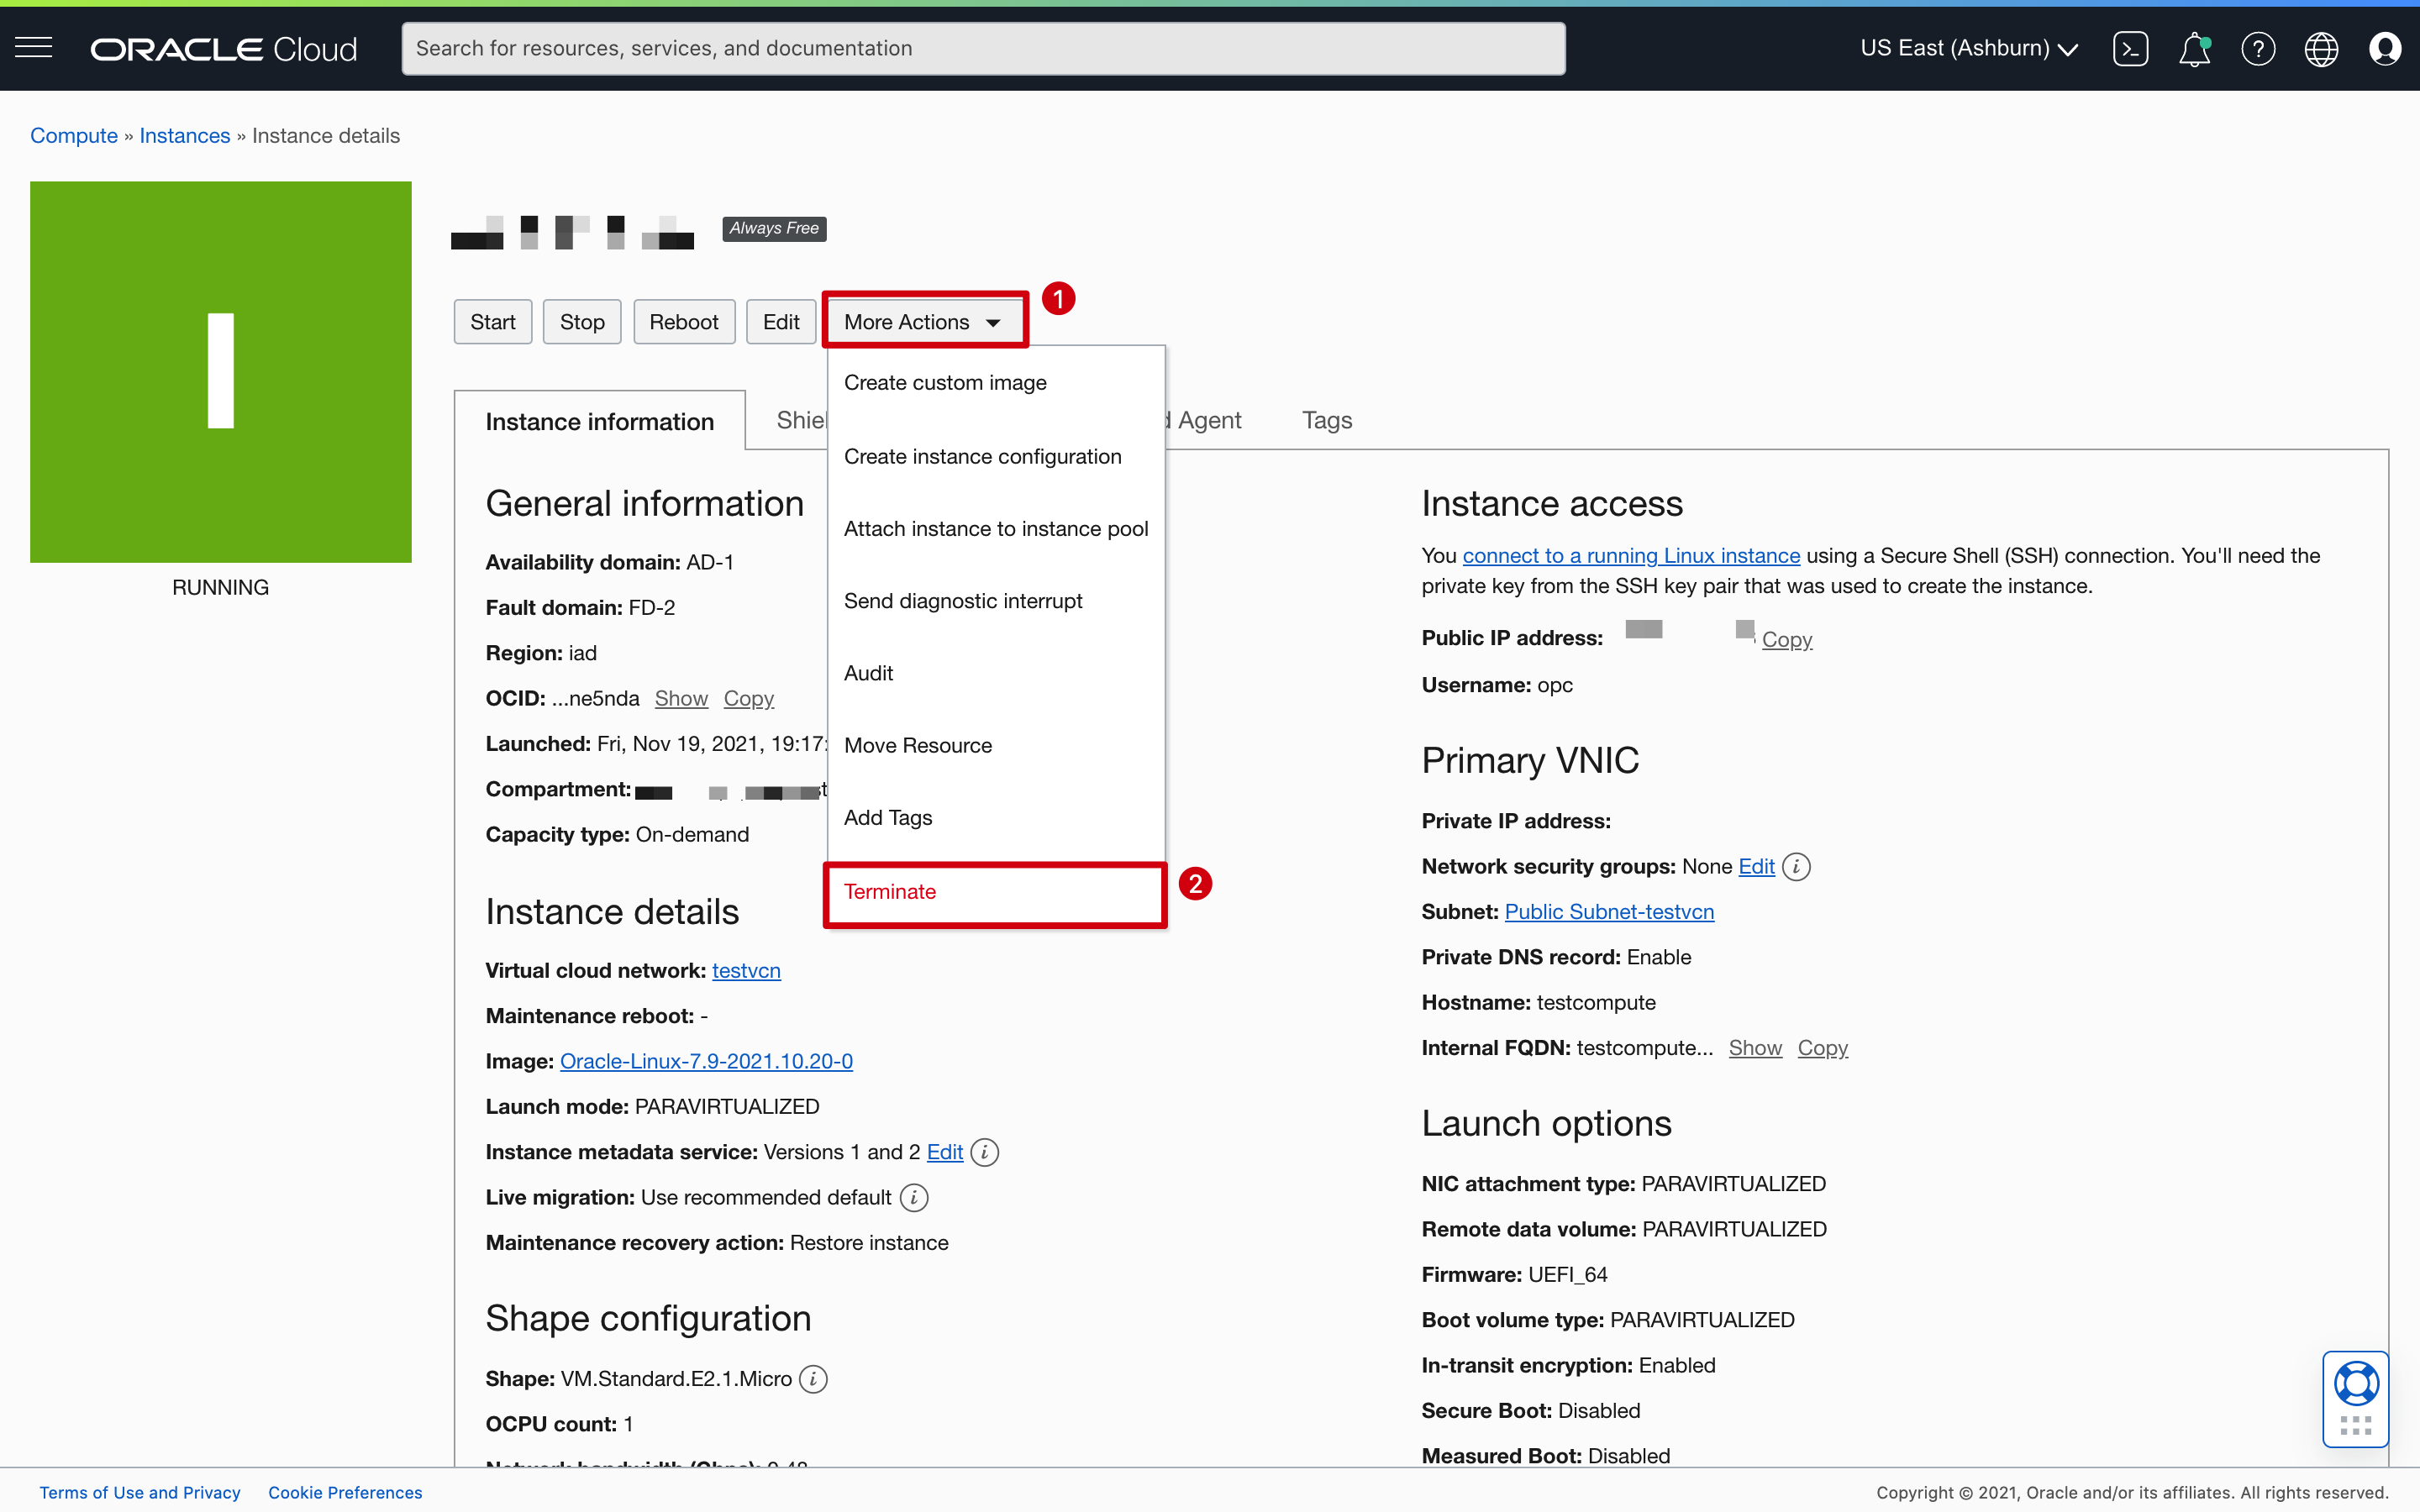 ORACLE Cloud
Search for resources, services, and documentation
US East (Ashburn)
Compute » Instances » Instance details
I
RUNNING
Always Free
Start Stop Reboot Edit More Actions
1
Create custom image
Create instance configuration
Attach instance to instance pool
Send diagnostic interrupt
Audit
Move Resource
Add Tags
Terminate
2
Instance information Shiel d Agent Tags
General information
Availability domain: AD-1
Fault domain: FD-2
Region: iad
OCID: ...ne5nda Show Copy
Launched: Fri, Nov 19, 2021, 19:17:
Compartment:
Capacity type: On-demand
Instance details
Virtual cloud network: testvcn
Maintenance reboot: -
Image: Oracle-Linux-7.9-2021.10.20-0
Launch mode: PARAVIRTUALIZED
Instance metadata service: Versions 1 and 2 Edit
Live migration: Use recommended default
Maintenance recovery action: Restore instance
Shape configuration
Shape: VM.Standard.E2.1.Micro
OCPU count: 1
Network bandwidth (Gbps): 0.48
Instance access
You connect to a running Linux instance using a Secure Shell (SSH) connection. You'll need the
private key from the SSH key pair that was used to create the instance.
Public IP address: Copy
Username: opc
Primary VNIC
Private IP address:
Network security groups: None Edit
Subnet: Public Subnet-testvcn
Private DNS record: Enable
Hostname: testcompute
Internal FQDN: testcompute... Show Copy
Launch options
NIC attachment type: PARAVIRTUALIZED
Remote data volume: PARAVIRTUALIZED
Firmware: UEFI_64
Boot volume type: PARAVIRTUALIZED
In-transit encryption: Enabled
Secure Boot: Disabled
Measured Boot: Disabled
Terms of Use and Privacy Cookie Preferences
Copyright © 2021, Oracle and/or its affiliates. All rights reserved.